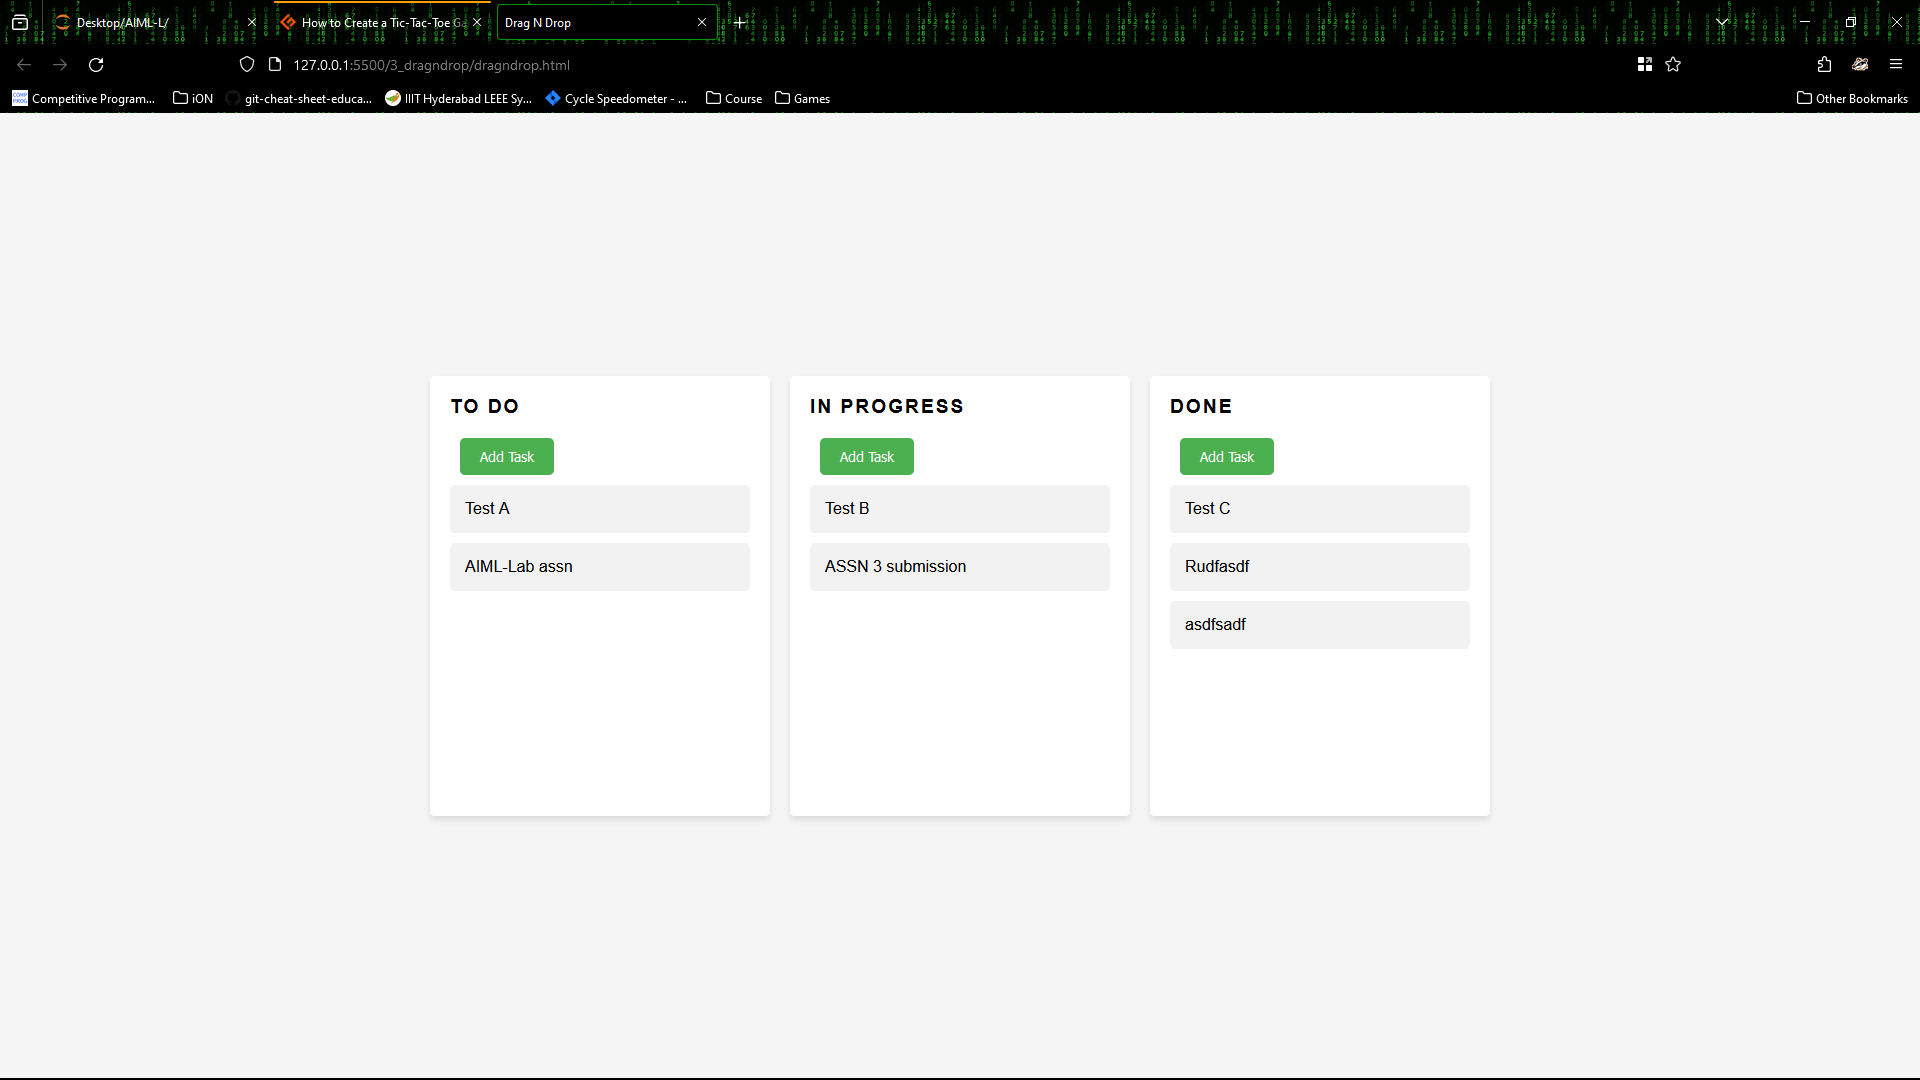 Desktop/AIML-L/
How to Create a Tic-Tac-Toe Ga
Drag N Drop
127.0.0.1:5500/3_dragndrop/dragndrop.html
Competitive Program...
iON
git-cheat-sheet-educa...
IIIT Hyderabad LEEE Sy...
Cycle Speedometer - ...
Course
Games
Other Bookmarks
TO DO
Add Task
Test A
AIML-Lab assn
IN PROGRESS
Add Task
Test B
ASSN 3 submission
DONE
Add Task
Test C
Rudfasdf
asdfsadf